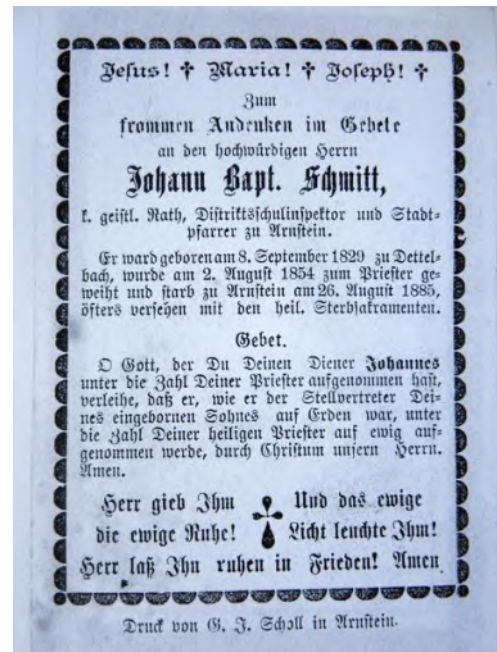 Jesus! † Maria! † Joseph! †
Zum
frommen Andenken im Gebete
an den hochwürdigen Herrn
Johann Bapt. Schmitt,
k. geistl. Rath, Distriktsschulinspektor und Stadt-
pfarrer zu Arnstein.
Er ward geboren am 8. September 1829 zu Dettel-
bach, wurde am 2. August 1854 zum Priester ge-
weiht und starb zu Arnstein am 26. August 1885,
öfters versehen mit den heil. Sterbsakramenten.
Gebet.
O Gott, der Du Deinen Diener Johannes
unter die Zahl Deiner Priester aufgenommen hast,
verleihe, daß er, wie er der Stellvertreter Dei-
nes eingebornen Sohnes auf Erden war, unter
die Zahl Deiner heiligen Priester auf ewig auf-
genommen werde, durch Christum unsern Herrn.
Amen.
Herr gieb Ihm Und das ewige
die ewige Ruhe! Licht leuchte Ihm!
Herr laß Ihn ruhen in Frieden! Amen.
Druck von G. J. Scholl in Arnstein.